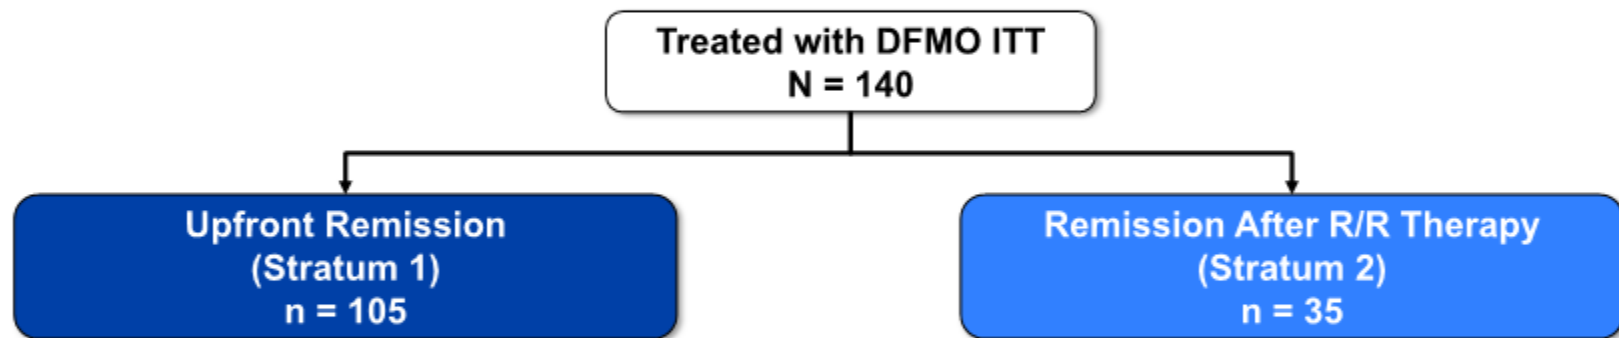 Treated with DFMO ITT
N = 140
Upfront Remission
(Stratum 1)
n = 105
Remission After R/R Therapy
(Stratum 2)
n = 35